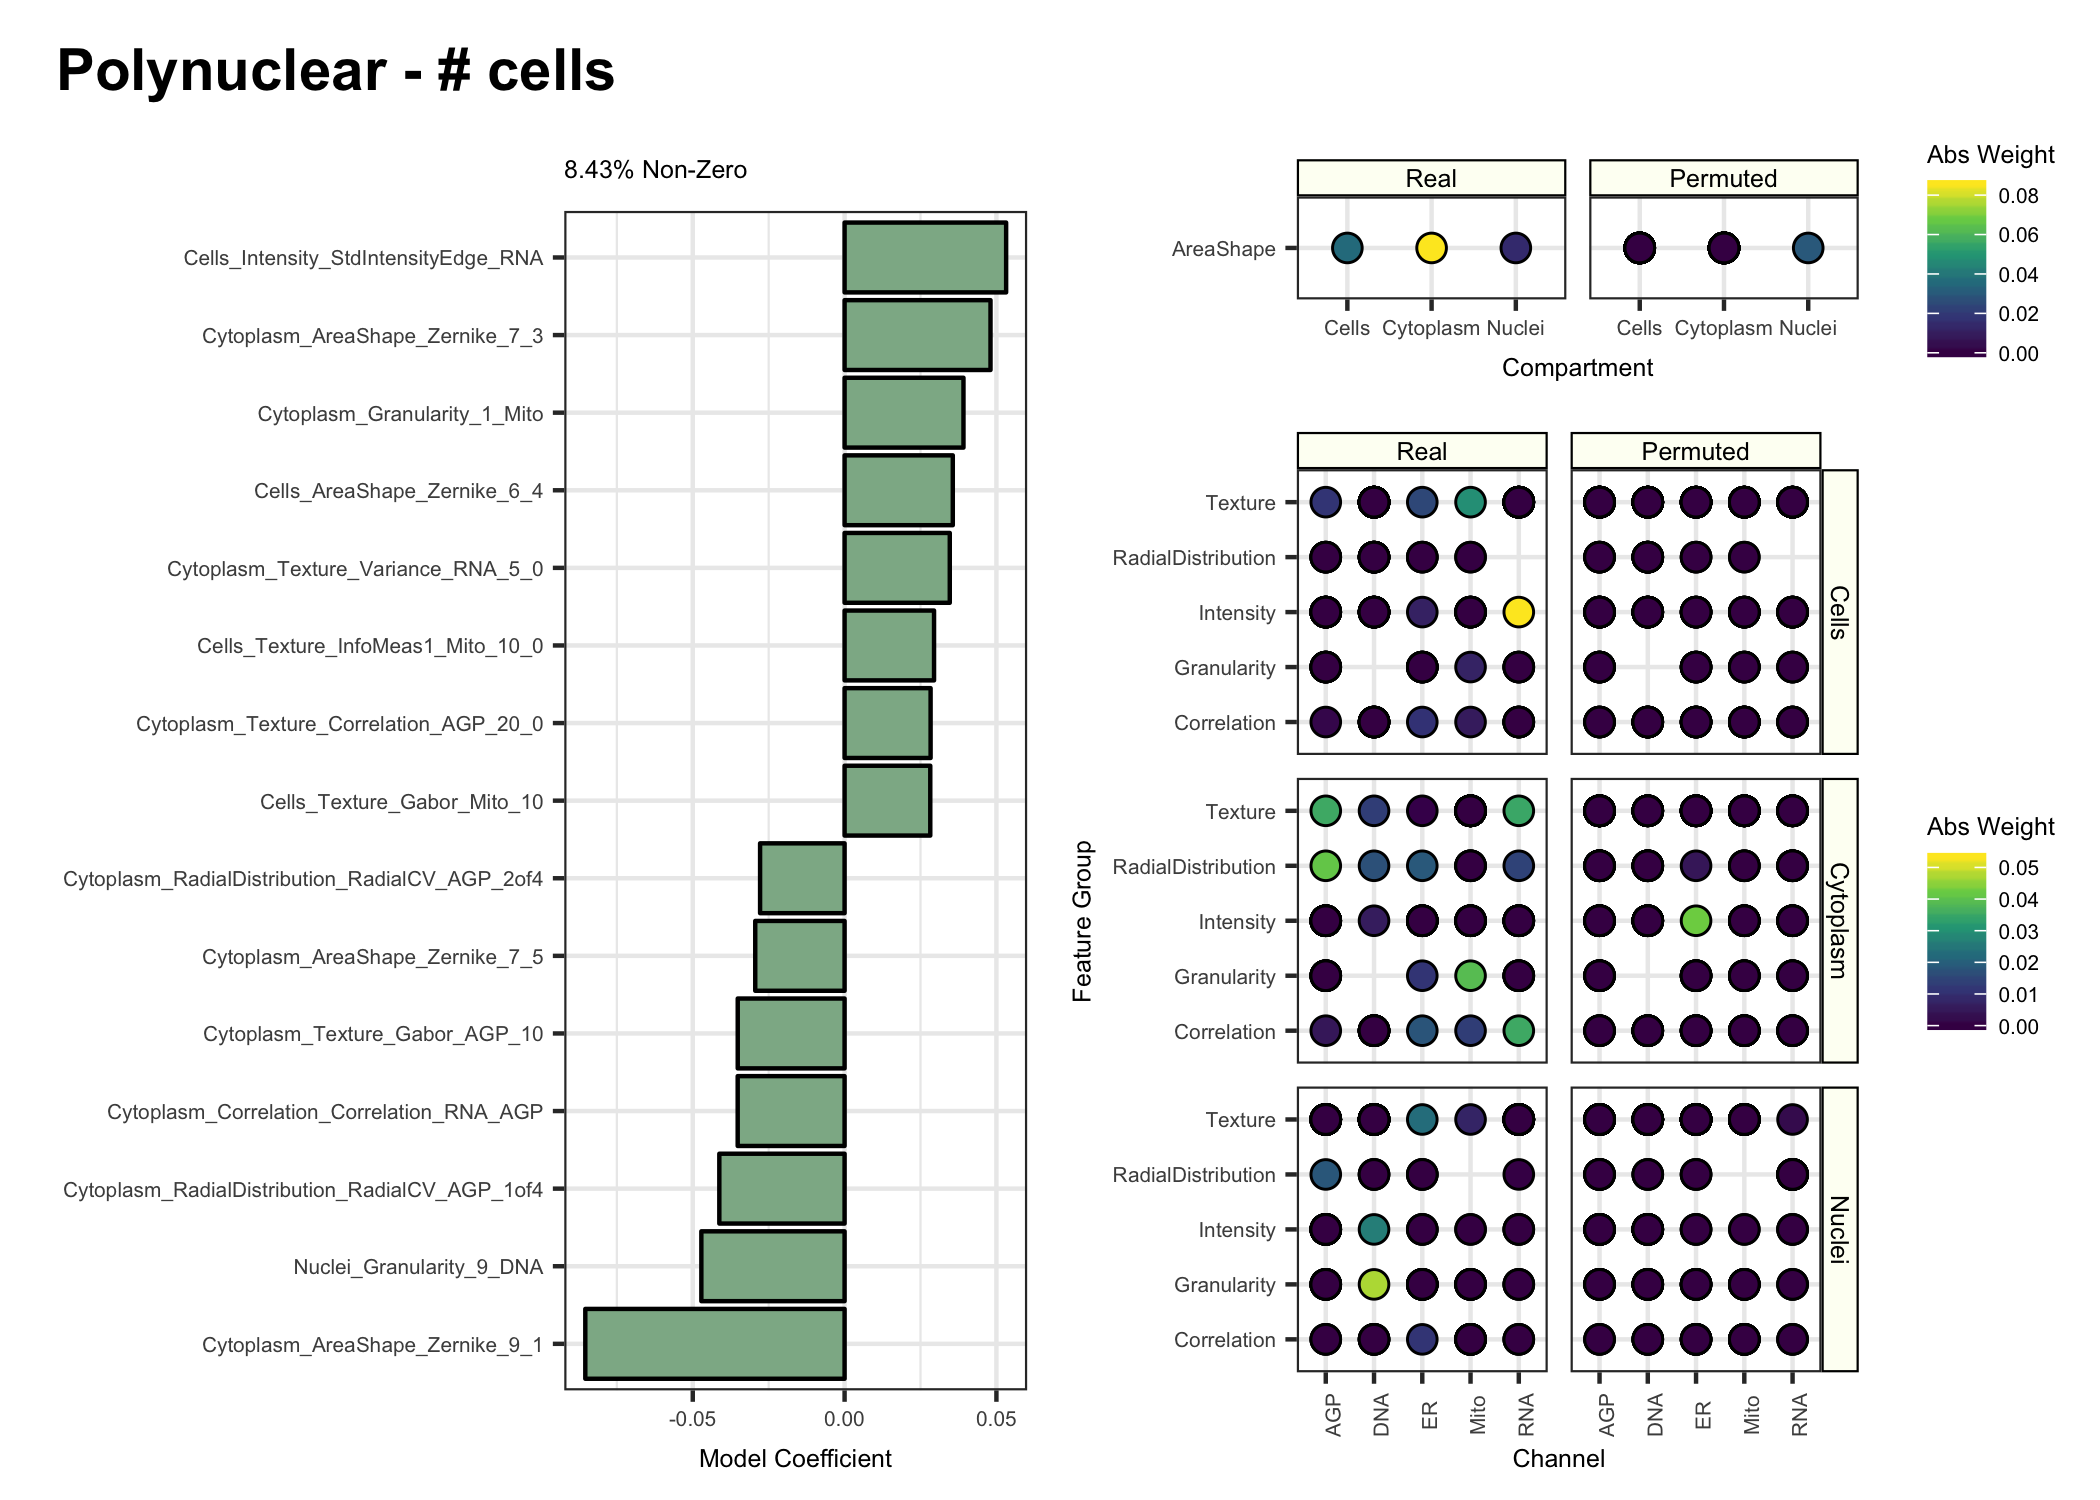 Polynuclear - # cells
8.43% Non-Zero
Cells_Intensity_StdIntensityEdge_RNA
Cytoplasm_AreaShape_Zernike_7_3
Cytoplasm_Granularity_1_Mito
Cells_AreaShape_Zernike_6_4
Cytoplasm_Texture_Variance_RNA_5_0
Cells_Texture_InfoMeas1_Mito_10_0
Cytoplasm_Texture_Correlation_AGP_20_0
Cells_Texture_Gabor_Mito_10
Cytoplasm_RadialDistribution_RadialCV_AGP_2of4
Cytoplasm_AreaShape_Zernike_7_5
Cytoplasm_Texture_Gabor_AGP_10
Cytoplasm_Correlation_Correlation_RNA_AGP
Cytoplasm_RadialDistribution_RadialCV_AGP_1of4
Nuclei_Granularity_9_DNA
Cytoplasm_AreaShape_Zernike_9_1
-0.05 0.00 0.05
Model Coefficient
Real Permuted
AreaShape
Cells Cytoplasm Nuclei Cells Cytoplasm Nuclei
Compartment
Abs Weight
0.08
0.06
0.04
0.02
0.00
Real Permuted
Feature Group
Texture
RadialDistribution
Intensity
Granularity
Correlation
Cells
Texture
RadialDistribution
Intensity
Granularity
Correlation
Cytoplasm
Texture
RadialDistribution
Intensity
Granularity
Correlation
Nuclei
AGP DNA ER Mito RNA AGP DNA ER Mito RNA
Channel
Abs Weight
0.05
0.04
0.03
0.02
0.01
0.00